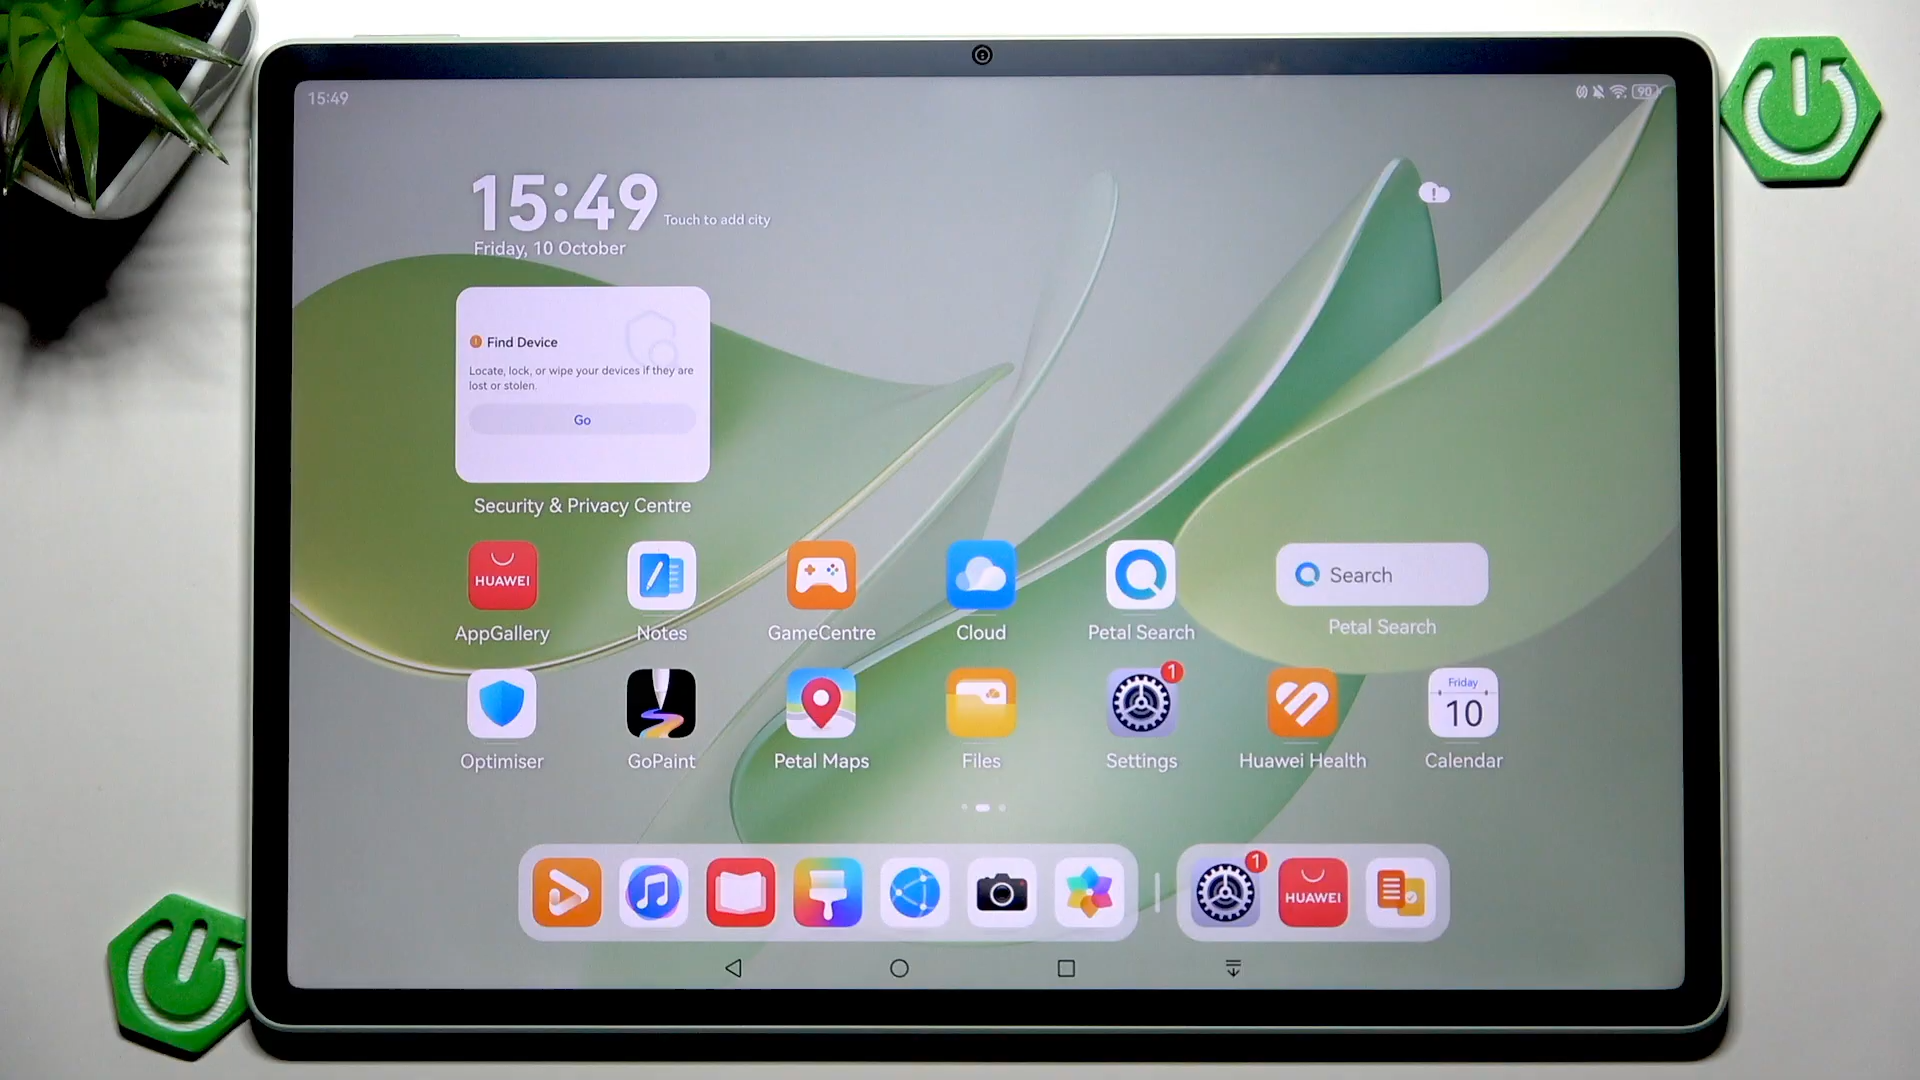 15:49
90
15:49 Touch to add city
Friday, 10 October
Find Device
Locate, lock, or wipe your devices if they are
lost or stolen.
Go
Security & Privacy Centre
HUAWEI
Search
AppGallery Notes GameCentre Cloud Petal Search Petal Search
1
Friday
10
Optimiser GoPaint Petal Maps Files Settings Huawei Health Calendar
1
HUAWEI